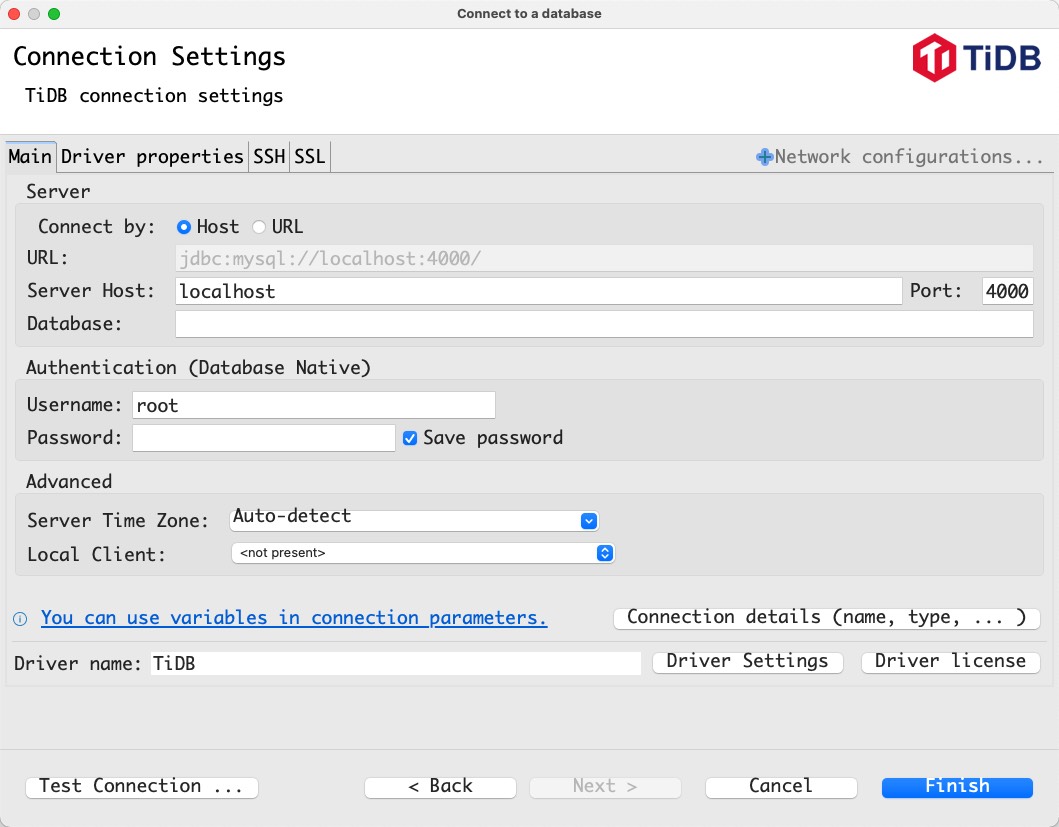 Connect to a database
Connection Settings
TiDB connection settings
TiDB
Main Driver properties SSH SSL Network configurations...
Server
Connect by: Host URL
URL: jdbc:mysql://localhost:4000/
Server Host: localhost Port: 4000
Database:
Authentication (Database Native)
Username: root
Password: Save password
Advanced
Server Time Zone: Auto-detect
Local Client: <not present>
You can use variables in connection parameters. Connection details (name, type, ... )
Driver name: TiDB Driver Settings Driver license
Test Connection ... < Back Next > Cancel Finish